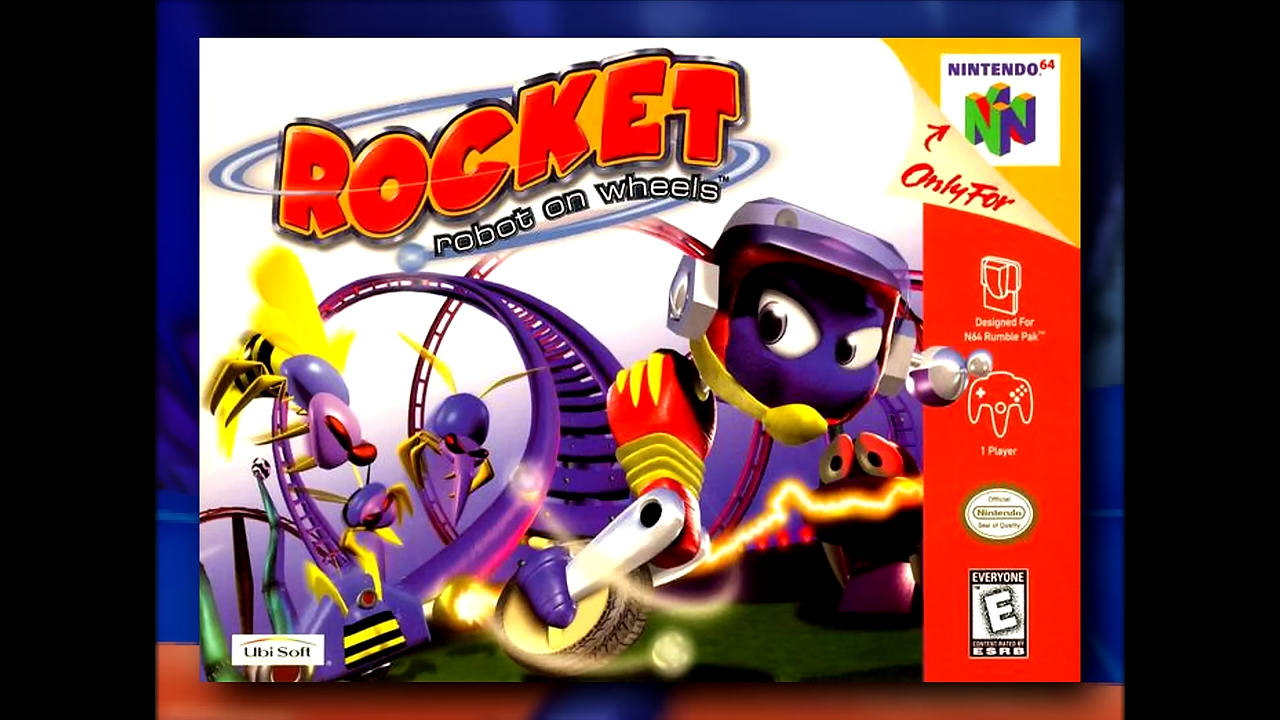 ROCKET
robot on wheels™
NINTENDO.64
Only For
Designed For
N64 Rumble Pak™
1 Player
Official
Nintendo
Seal of Quality
EVERYONE
E
CONTENT RATED BY
ESRB
Ubi Soft